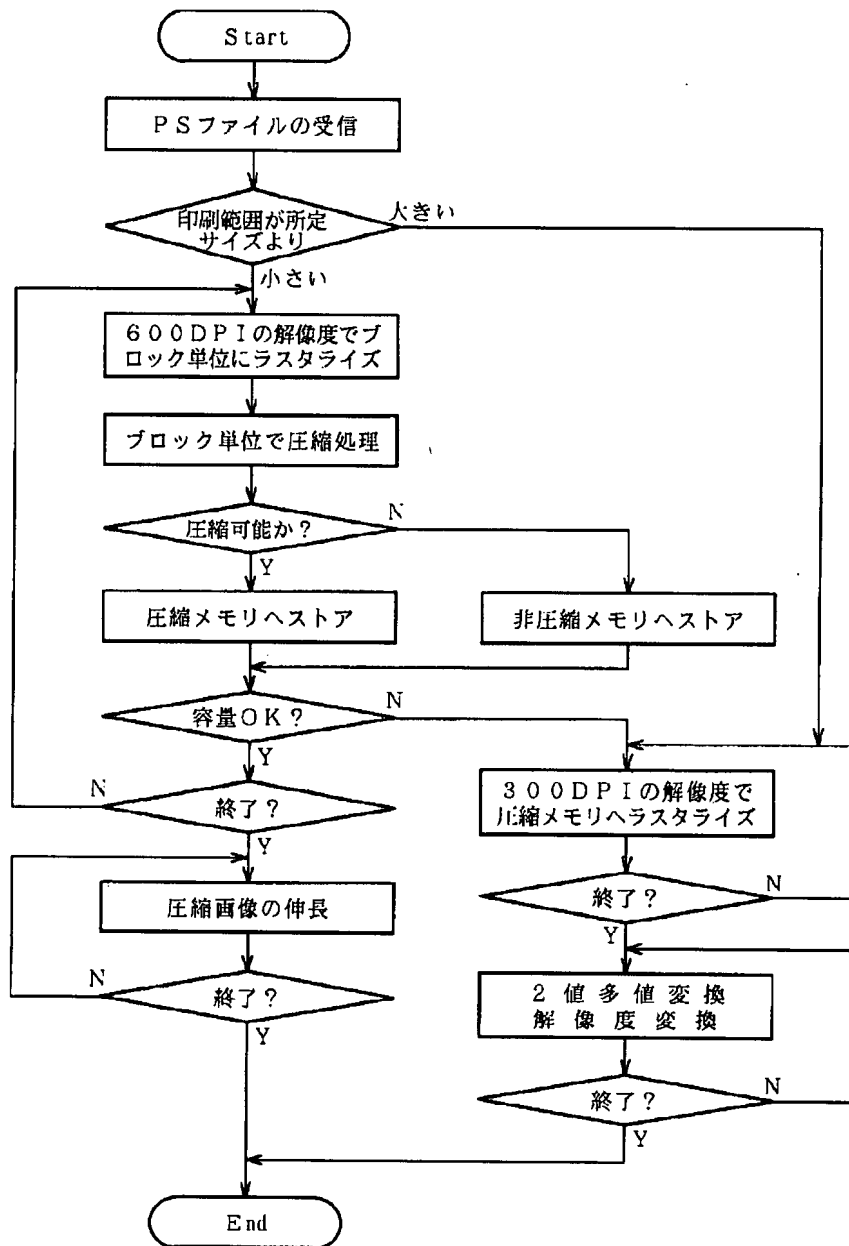 Start
PSファイルの受信
印刷範囲が所定
サイズより
大きい
小さい
600DPIの解像度でブ
ロック単位にラスタライズ
ブロック単位で圧縮処理
圧縮可能か?
N
Y
圧縮メモリへストア
非圧縮メモリへストア
容量OK?
N
Y
終了?
N
Y
300DPIの解像度で
圧縮メモリへラスタライズ
終了?
N
Y
圧縮画像の伸長
終了?
N
Y
2値多値変換
解像度変換
終了?
N
Y
End